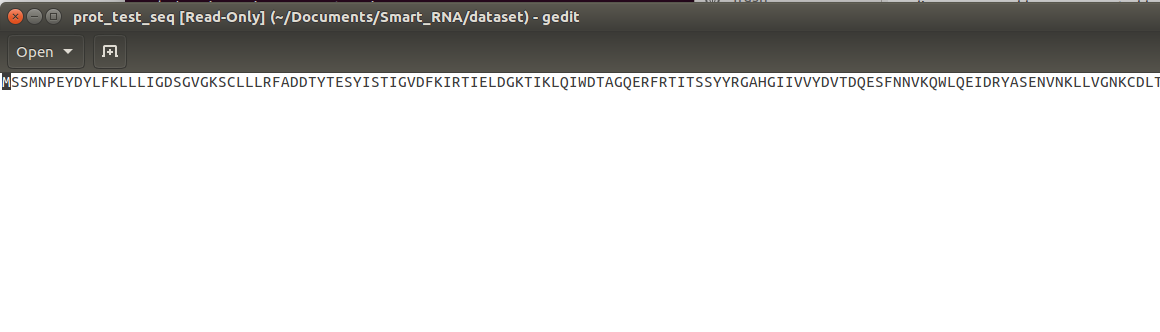 prot_test_seq [Read-Only] (~/Documents/Smart_RNA/dataset) - gedit
Open
MSSMNPEYDYLFKLLLIGDSGVGKSCLLLRFADDTYTESYISTIGVDFKIRTIELDGKTIKLQIWDTAGQERFRTITSSYYRGAHGIIVVYDVTDQESFNNVKQWLQEIDRYASENVNKLLVGNKCDLT